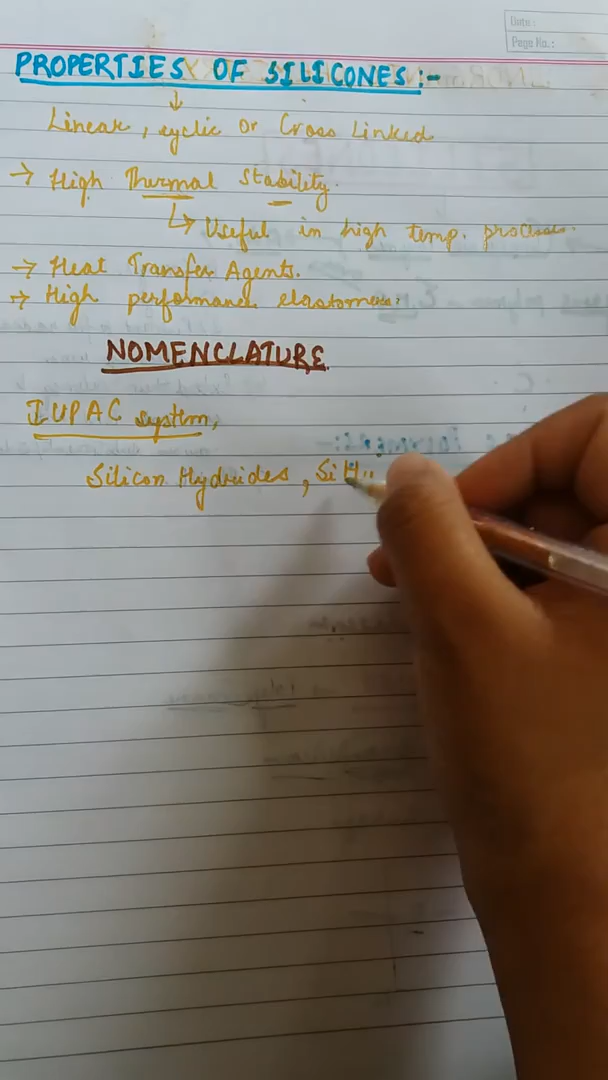 Date:
Page No.:
PROPERTIES OF SILICONES:-
↓
Linear, cyclic or Cross Linked
→ High Thermal Stability.
↳ Useful in high temp. process.
→ Heat Transfer Agents.
→ High performance elastomers.
NOMENCLATURE
IUPAC system,
Silicon Hydrides, SiH